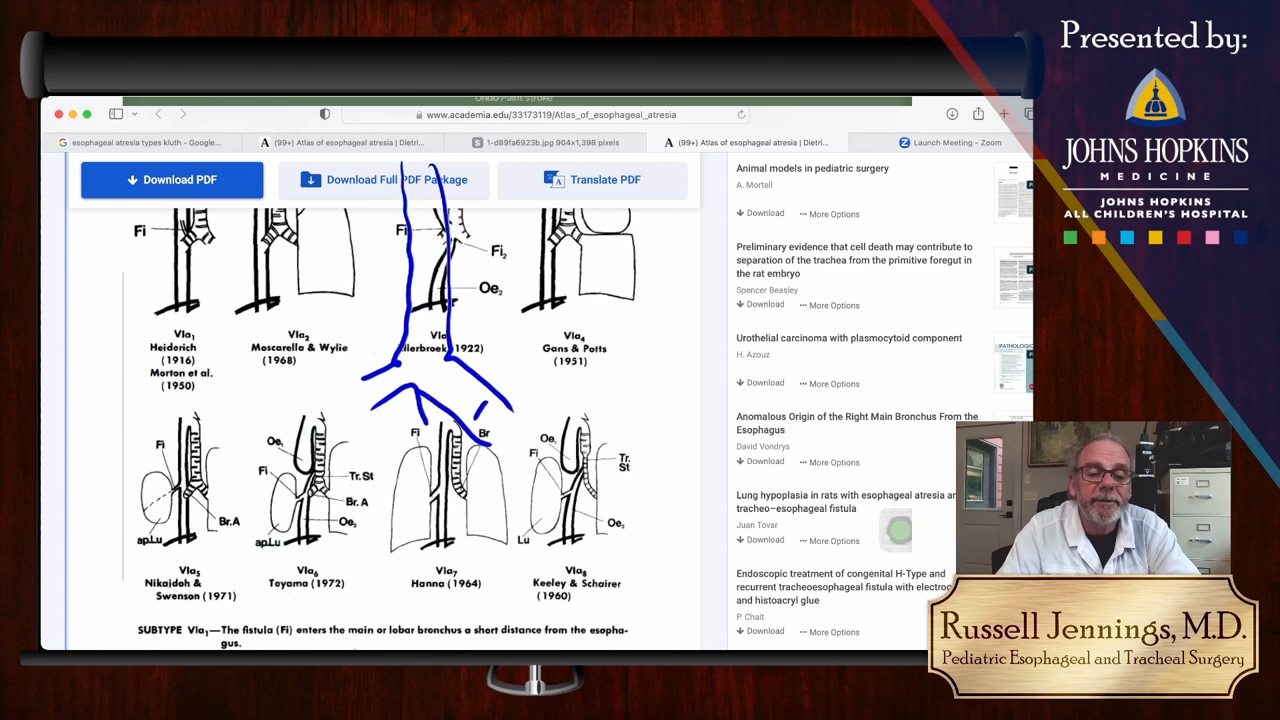 Presented by:
JOHNS HOPKINS
MEDICINE
JOHNS HOPKINS
ALL CHILDREN'S HOSPITAL
Undo Paint stroke
www.academia.edu/33173119/Atlas_of_esophageal_atresia
esophageal atresia types kluth - Google...
(99+) Atlas of esophageal atresia | Dietri...
1-d89fa6923b.jpg 904×1,398 pixels
(99+) Atlas of esophageal atresia | Dietri...
Launch Meeting - Zoom
Download PDF
Download Full PDF Package
Translate PDF
Fi
Fi
Fi₂
Oe₂
VIa₁
Heiderich
(1916)
Morton et al.
(1950)
VIa₂
Moscarella & Wylie
(1968)
VIa
llerbroek (1922)
VIa₄
Gans & Potts
(1951)
Fi
Br.A
ap.Lu
Oe₁
Fi
Tr.St
Br.A
Oe₂
ap.Lu
Fi
Br
Oe₁
Fi
Tr.
St
Oe₂
Lu
VIa₅
Nikaidoh &
Swenson (1971)
VIa₆
Toyama (1972)
VIa₇
Hanna (1964)
VIa₈
Keeley & Schairer
(1960)
SUBTYPE VIa₁—The fistula (Fi) enters the main or lobar bronchus a short distance from the esopha-
gus.
Animal models in pediatric surgery
A. Mortell
Download ••• More Options
Preliminary evidence that cell death may contribute to
separation of the trachea from the primitive foregut in
the rat embryo
Spencer Beasley
Download ••• More Options
Urothelial carcinoma with plasmocytoid component
H. Azouz
Download ••• More Options
Anomalous Origin of the Right Main Bronchus From the
Esophagus
David Vondrys
Download ••• More Options
Lung hypoplasia in rats with esophageal atresia an
tracheo–esophageal fistula
Juan Tovar
Download ••• More Options
Endoscopic treatment of congenital H-Type and
recurrent tracheoesophageal fistula with electroc
and histoacryl glue
P. Chait
Download ••• More Options
Russell Jennings, M.D.
Pediatric Esophageal and Tracheal Surgery